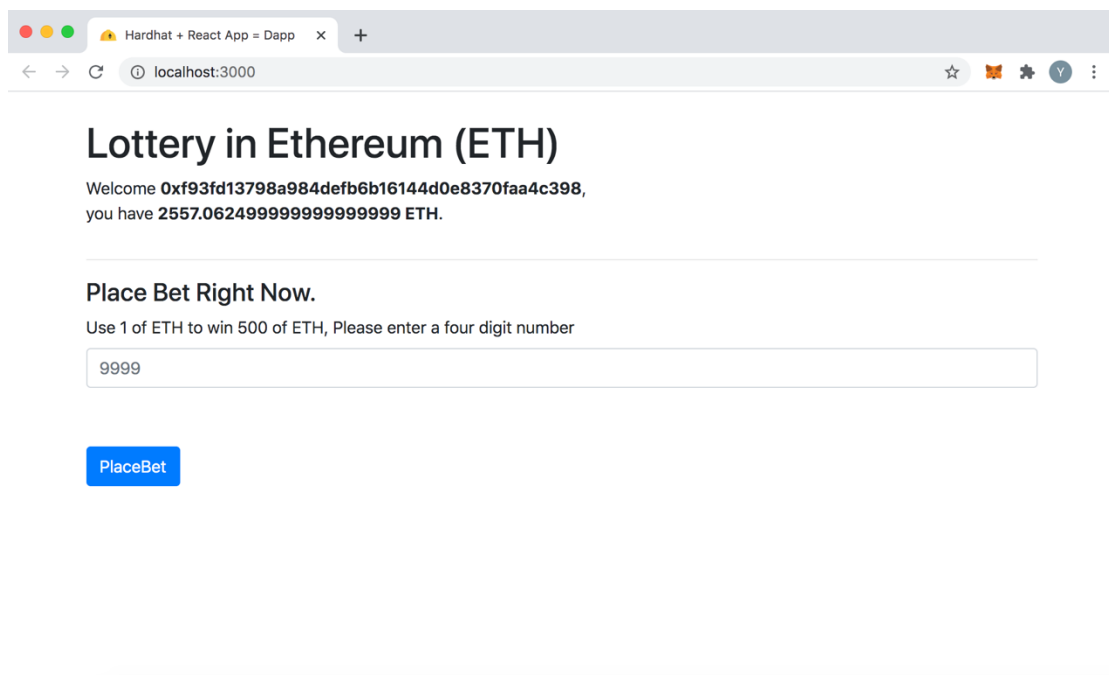 Hardhat + React App = Dapp
localhost:3000
Y
Lottery in Ethereum (ETH)
Welcome 0xf93fd13798a984defb6b16144d0e8370faa4c398,
you have 2557.062499999999999999 ETH.
Place Bet Right Now.
Use 1 of ETH to win 500 of ETH, Please enter a four digit number
9999
PlaceBet